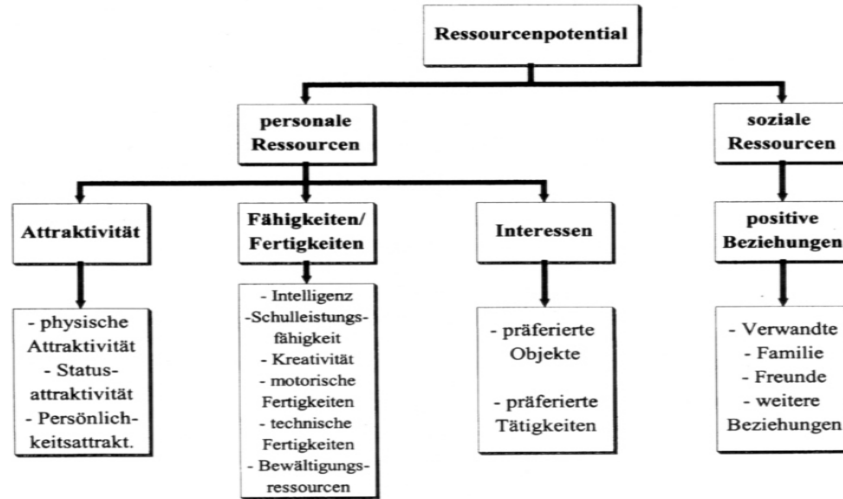 Ressourcenpotential
personale
Ressourcen
soziale
Ressourcen
Attraktivität
Fähigkeiten/
Fertigkeiten
Interessen
positive
Beziehungen
- physische
Attraktivität
- Status-
attraktivität
- Persönlich-
keitsattrakt.
- Intelligenz
-Schulleistungs-
fähigkeit
- Kreativität
- motorische
Fertigkeiten
- technische
Fertigkeiten
- Bewältigungs-
ressourcen
- präferierte
Objekte
- präferierte
Tätigkeiten
- Verwandte
- Familie
- Freunde
- weitere
Beziehungen